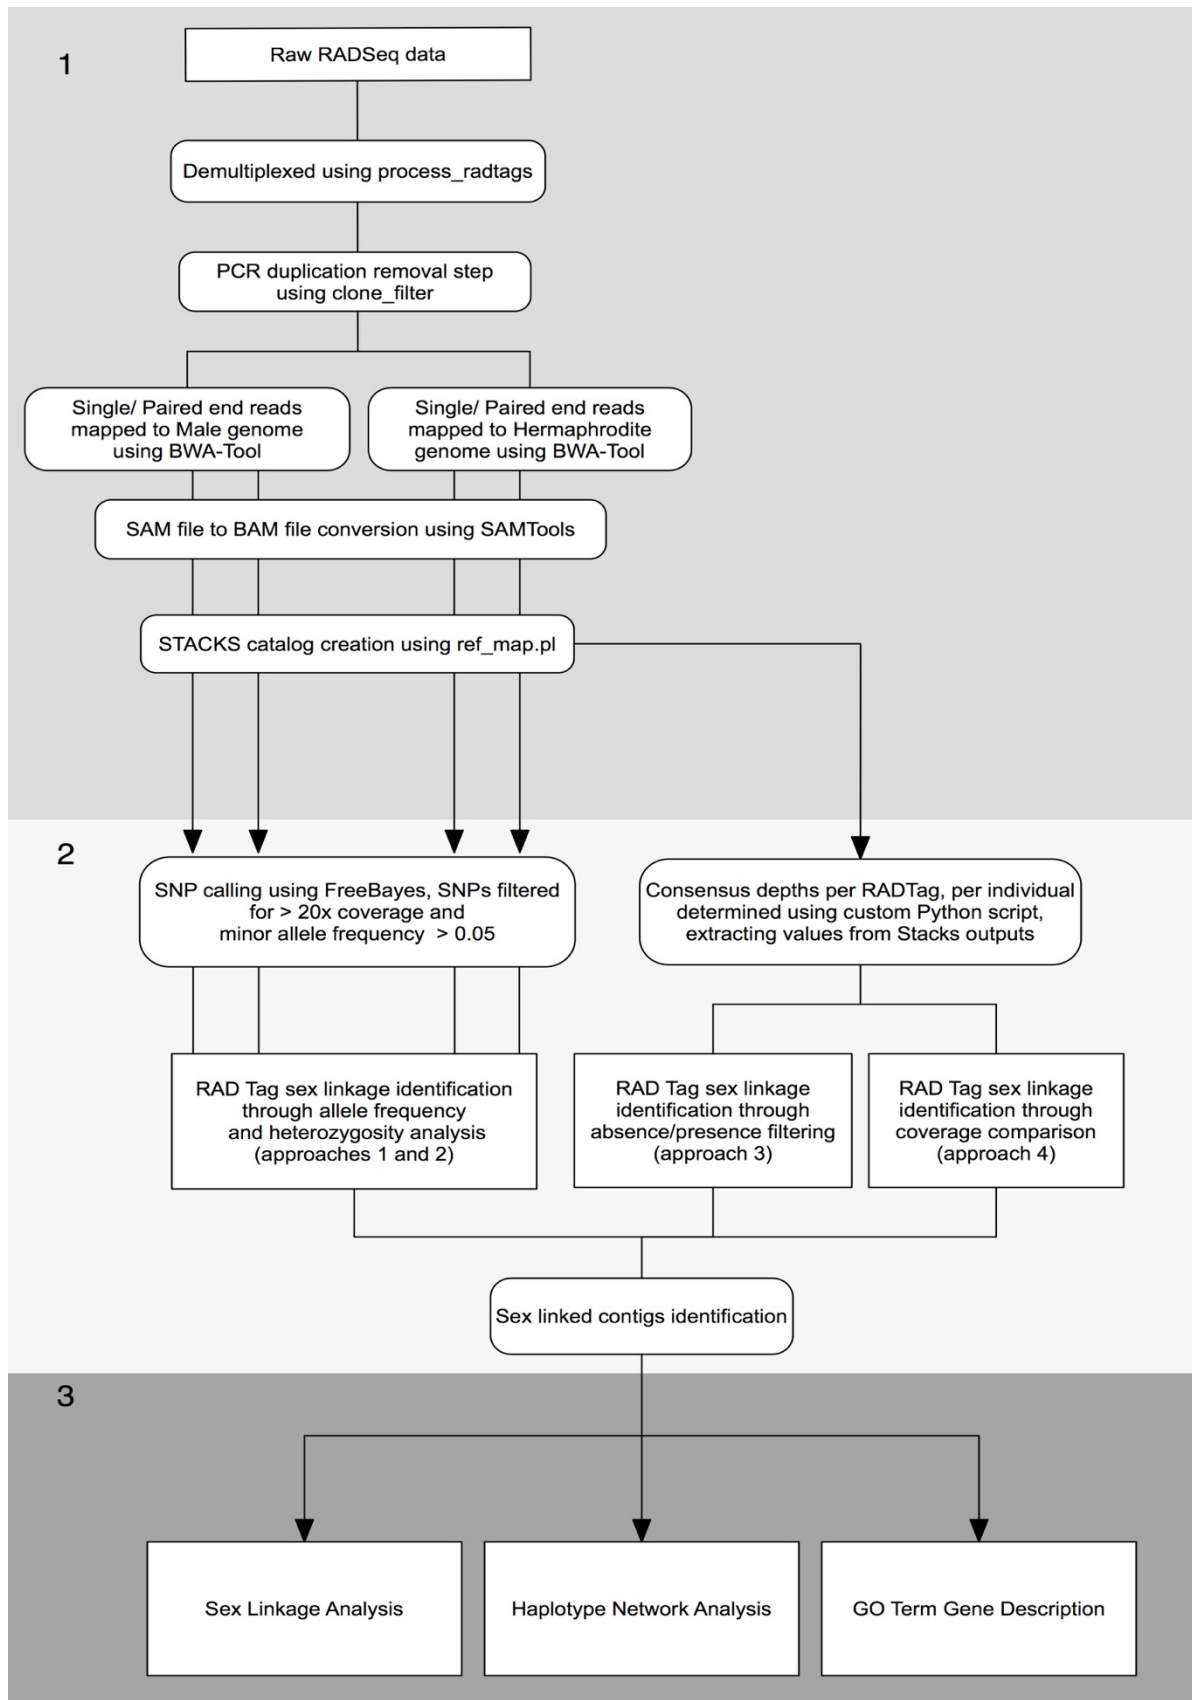 1
Raw RADSeq data
Demultiplexed using process_radtags
PCR duplication removal step
using clone_filter
Single/ Paired end reads
mapped to Male genome
using BWA-Tool
Single/ Paired end reads
mapped to Hermaphrodite
genome using BWA-Tool
SAM file to BAM file conversion using SAMTools
STACKS catalog creation using ref_map.pl
2
SNP calling using FreeBayes, SNPs filtered
for > 20x coverage and
minor allele frequency > 0.05
Consensus depths per RADTag, per individual
determined using custom Python script,
extracting values from Stacks outputs
RAD Tag sex linkage identification
through allele frequency
and heterozygosity analysis
(approaches 1 and 2)
RAD Tag sex linkage
identification through
absence/presence filtering
(approach 3)
RAD Tag sex linkage
identification through
coverage comparison
(approach 4)
Sex linked contigs identification
3
Sex Linkage Analysis
Haplotype Network Analysis
GO Term Gene Description